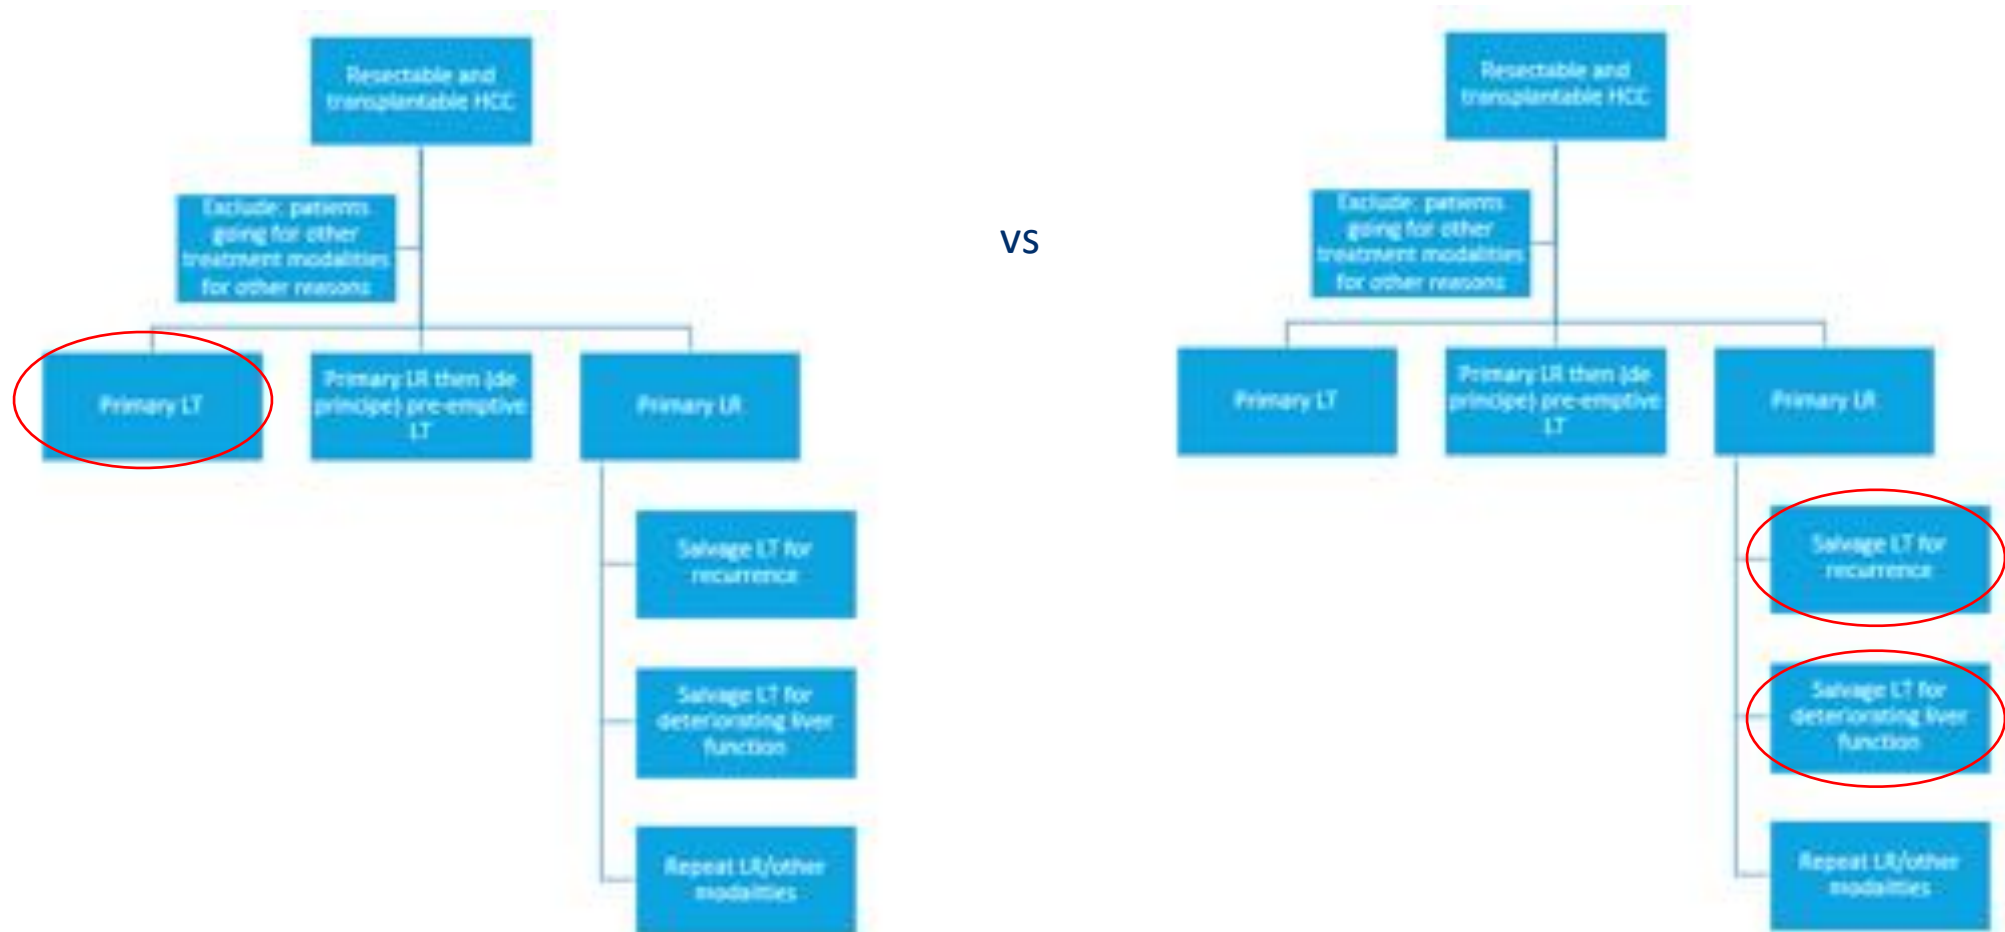 Resectable and
transplantable HCC
Exclude: patients
going for other
treatment modalities
for other reasons
Primary LT
Primary LR then (de
principe) pre-emptive
LT
Primary LR
Salvage LT for
recurrence
Salvage LT for
deteriorating liver
function
Repeat LR/other
modalities
vs
Resectable and
transplantable HCC
Exclude: patients
going for other
treatment modalities
for other reasons
Primary LT
Primary LR then (de
principe) pre-emptive
LT
Primary LR
Salvage LT for
recurrence
Salvage LT for
deteriorating liver
function
Repeat LR/other
modalities